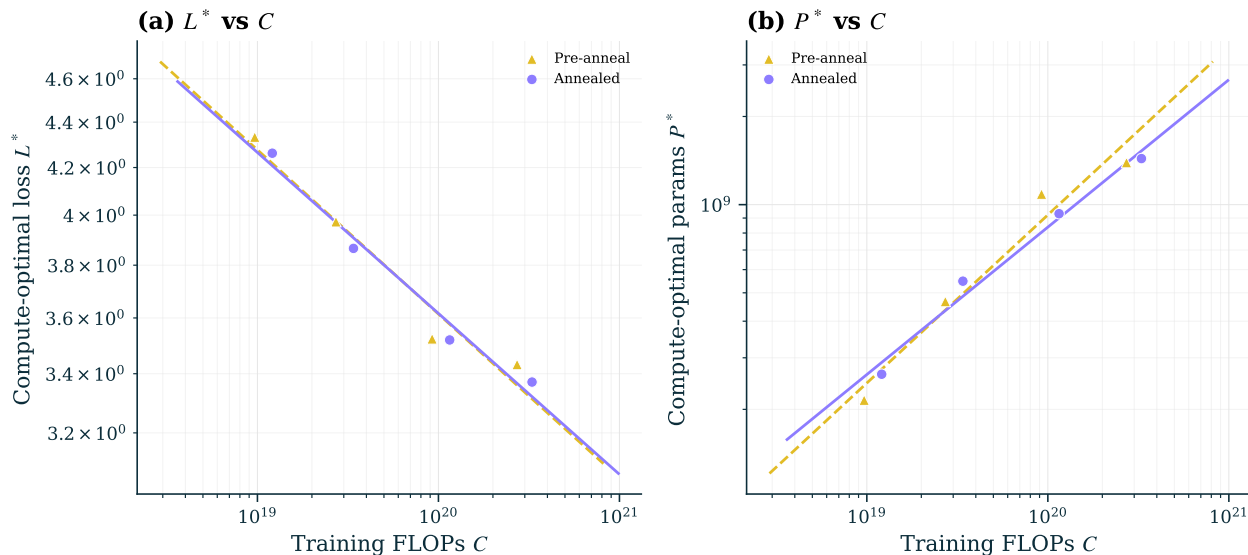 (a) L* vs C
Pre-anneal
Annealed
Compute-optimal loss L*
4.6 × 10⁰
4.4 × 10⁰
4.2 × 10⁰
4 × 10⁰
3.8 × 10⁰
3.6 × 10⁰
3.4 × 10⁰
3.2 × 10⁰
10¹⁹
10²⁰
10²¹
Training FLOPs C
(b) P* vs C
Pre-anneal
Annealed
Compute-optimal params P*
10⁹
10¹⁹
10²⁰
10²¹
Training FLOPs C